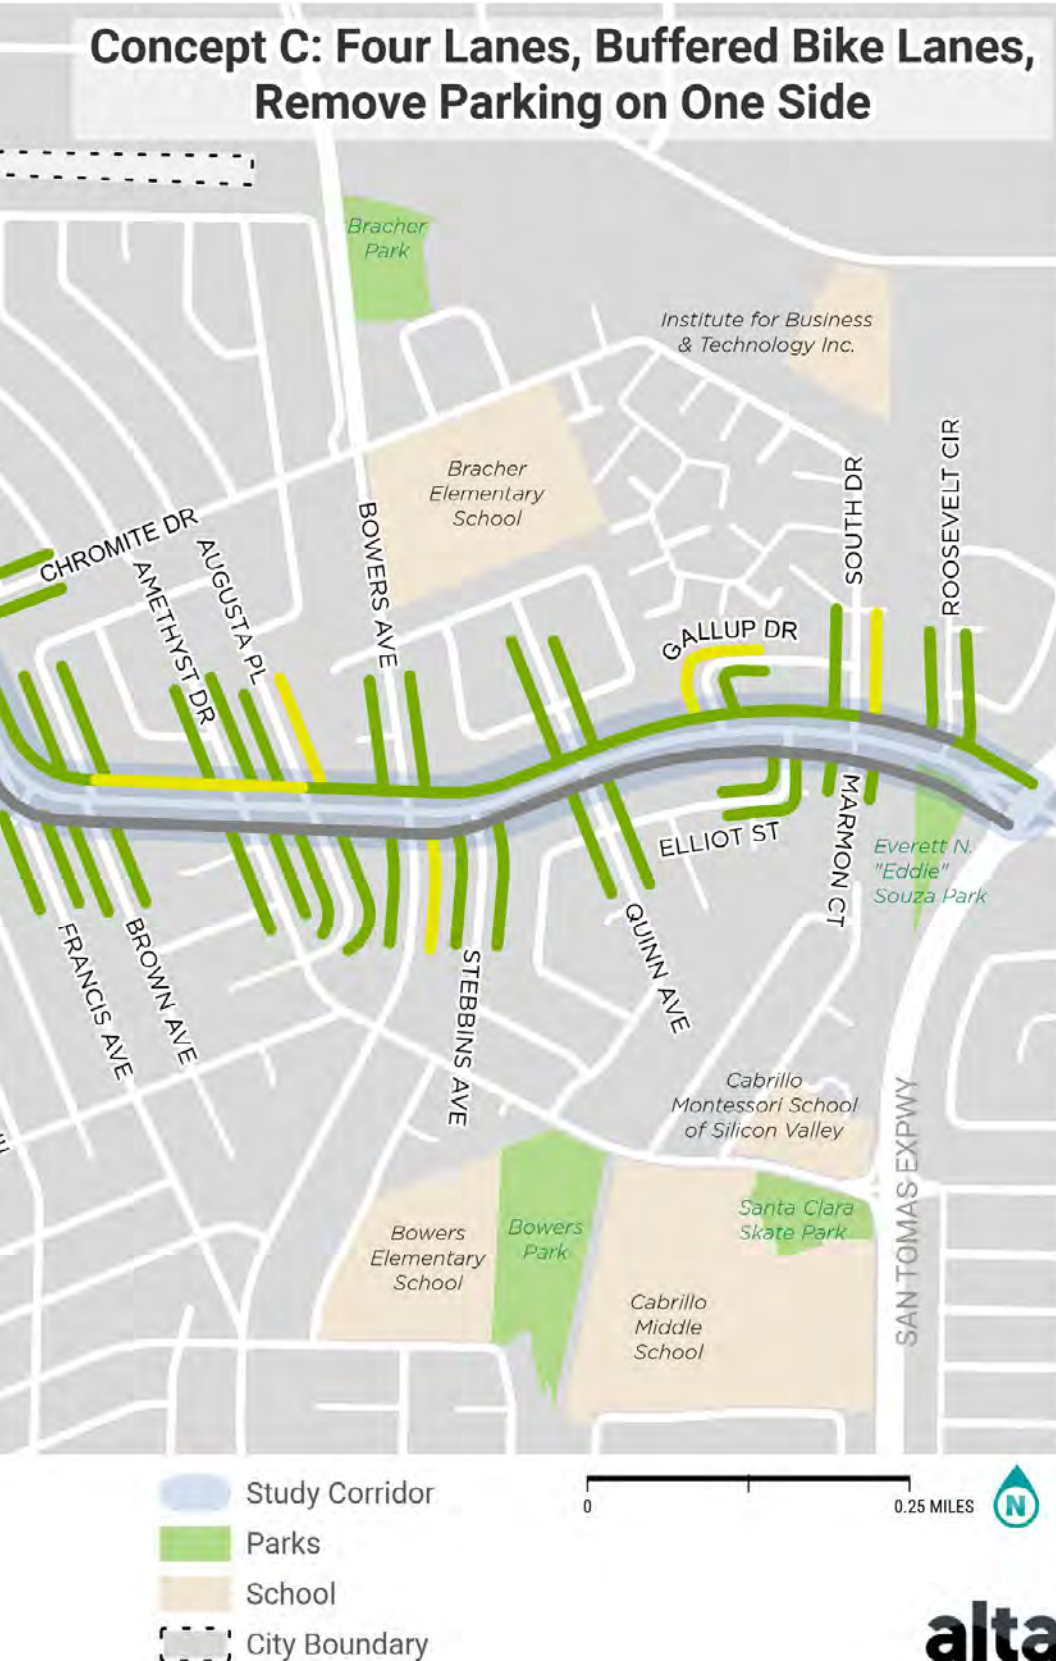 Concept C: Four Lanes, Buffered Bike Lanes,
Remove Parking on One Side
Bracher
Park
Institute for Business
& Technology Inc.
Bracher
Elementary
School
CHROMITE DR
AMETHYST DR
AUGUSTA PL
BOWERS AVE
GALLUP DR
SOUTH DR
ROOSEVELT CIR
ELLIOT ST
MARMON CT
Everett N.
"Eddie"
Souza Park
FRANCIS AVE
BROWN AVE
STEBBINS AVE
QUINN AVE
Cabrillo
Montessori School
of Silicon Valley
SAN TOMAS EXPWY
Bowers
Elementary
School
Bowers
Park
Santa Clara
Skate Park
Cabrillo
Middle
School
Study Corridor
Parks
School
City Boundary
0
0.25 MILES
N
alta